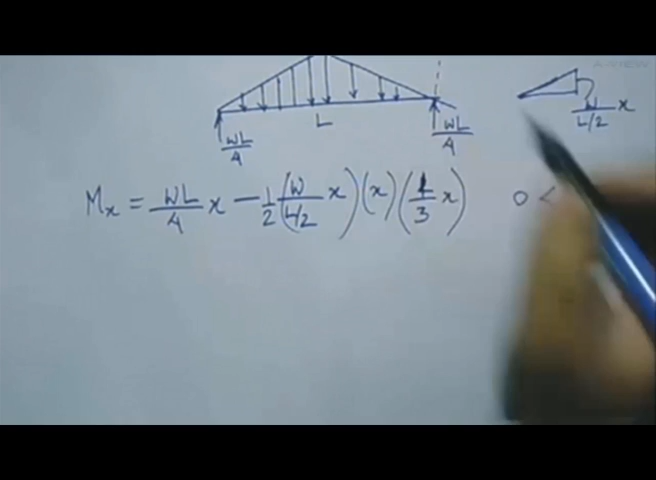 L
WL/4
WL/4
W/(L/2) x
Mx = WL/4 x - 1/2 (W/(L/2) x) (x) (1/3 x) 0 <